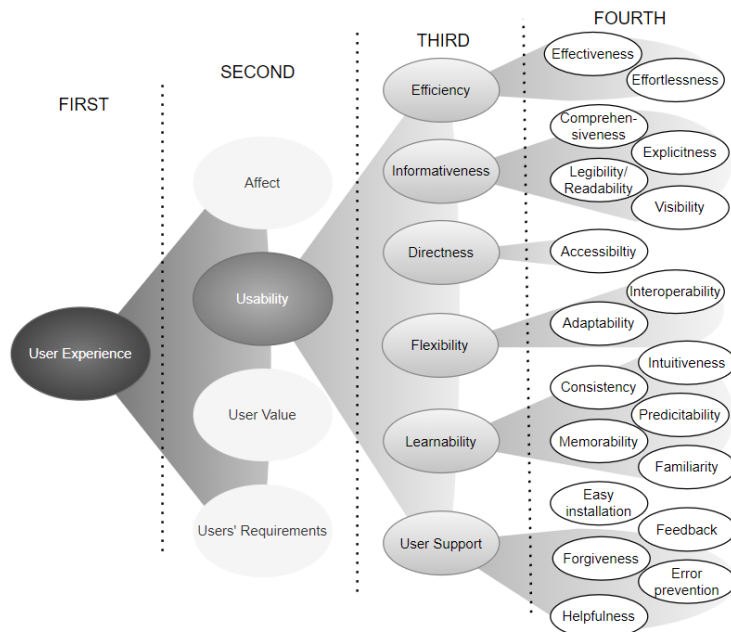 FIRST
SECOND
THIRD
FOURTH
User Experience
Affect
Usability
User Value
Users' Requirements
Efficiency
Informativeness
Directness
Flexibility
Learnability
User Support
Effectiveness
Effortlessness
Comprehen-
siveness
Explicitness
Legibility/
Readability
Visibility
Accessibiltiy
Interoperability
Adaptability
Intuitiveness
Consistency
Predicitability
Memorability
Familiarity
Easy
installation
Feedback
Forgiveness
Error
prevention
Helpfulness